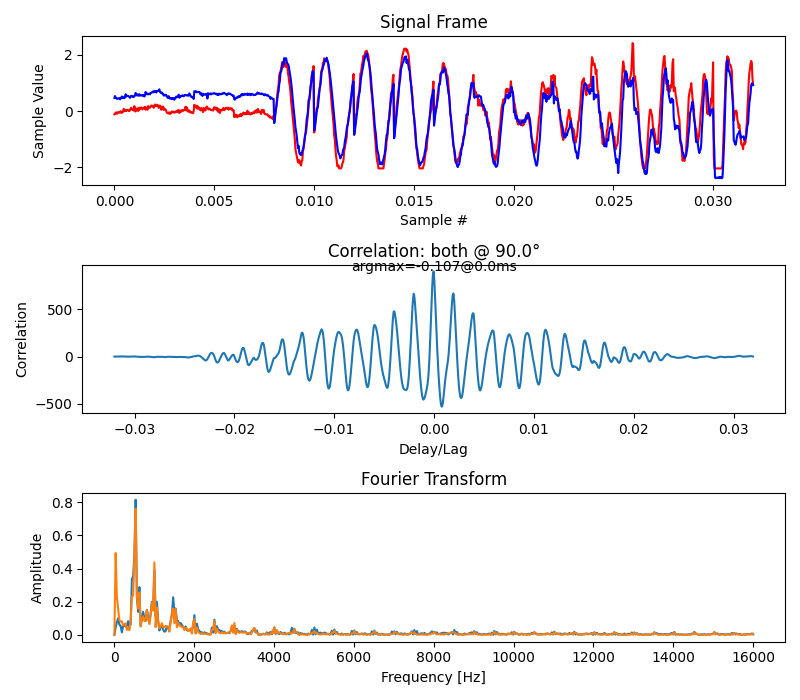 Signal Frame
2
0
−2
Sample Value
0.000 0.005 0.010 0.015 0.020 0.025 0.030
Sample #
Correlation: both @ 90.0°
argmax=-0.107@0.0ms
500
0
−500
Correlation
−0.03 −0.02 −0.01 0.00 0.01 0.02 0.03
Delay/Lag
Fourier Transform
0.8
0.6
0.4
0.2
0.0
Amplitude
0 2000 4000 6000 8000 10000 12000 14000 16000
Frequency [Hz]